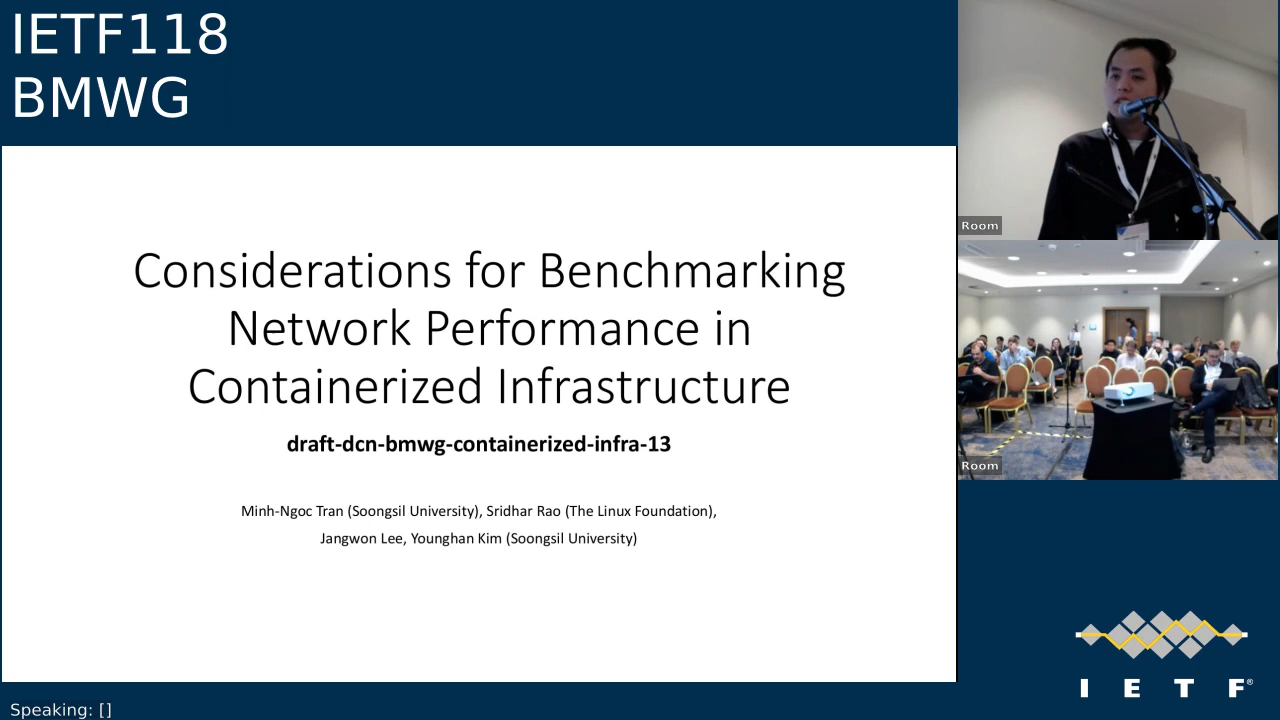 IETF118
BMWG
Considerations for Benchmarking
Network Performance in
Containerized Infrastructure
draft-dcn-bmwg-containerized-infra-13
Minh-Ngoc Tran (Soongsil University), Sridhar Rao (The Linux Foundation),
Jangwon Lee, Younghan Kim (Soongsil University)
Room
Room
I E T F®
Speaking: []